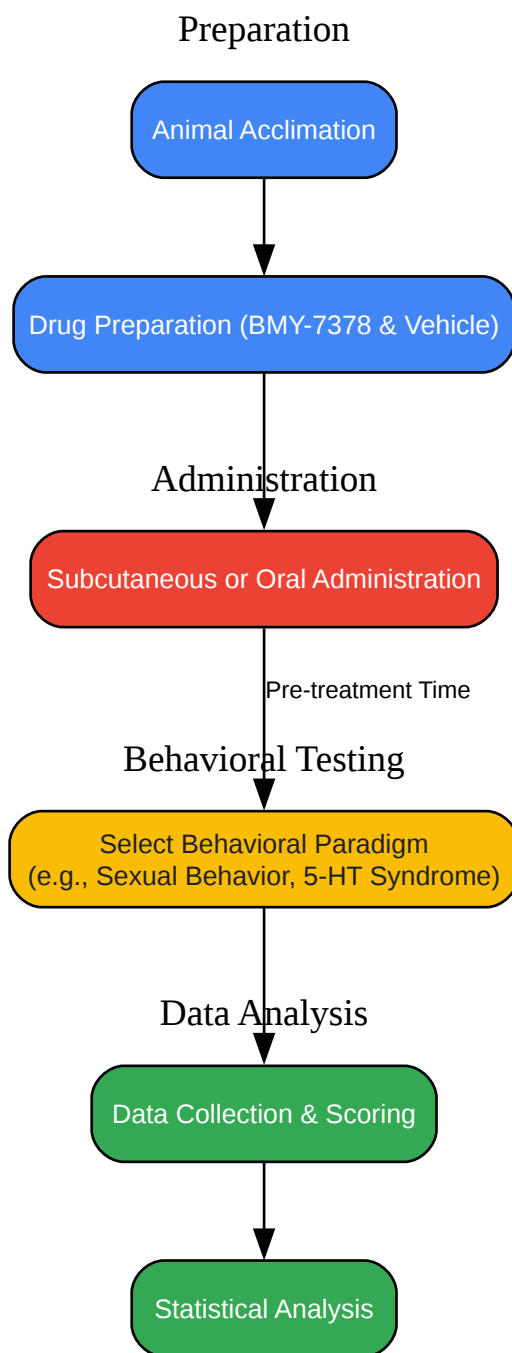 Preparation
Animal Acclimation
Drug Preparation (BMY-7378 & Vehicle)
Administration
Subcutaneous or Oral Administration
Pre-treatment Time
Behavioral Testing
Select Behavioral Paradigm
(e.g., Sexual Behavior, 5-HT Syndrome)
Data Analysis
Data Collection & Scoring
Statistical Analysis